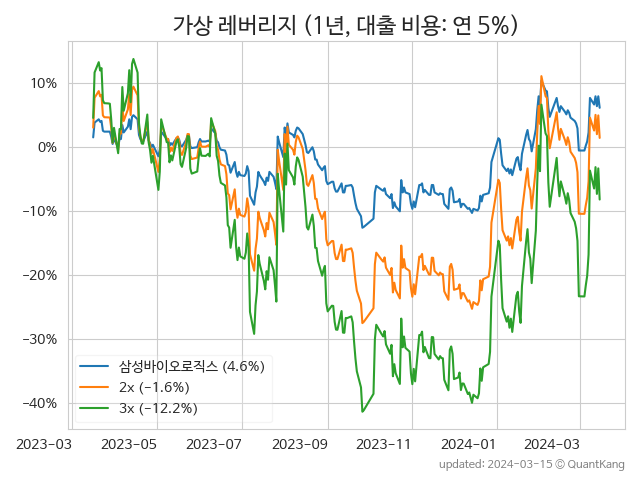 가상 레버리지 (1년, 대출 비용: 연 5%)
10%
0%
−10%
−20%
−30%
−40%
삼성바이오로직스 (4.6%)
2x (−1.6%)
3x (−12.2%)
2023-03 2023-05 2023-07 2023-09 2023-11 2024-01 2024-03
updated: 2024-03-15 © QuantKang